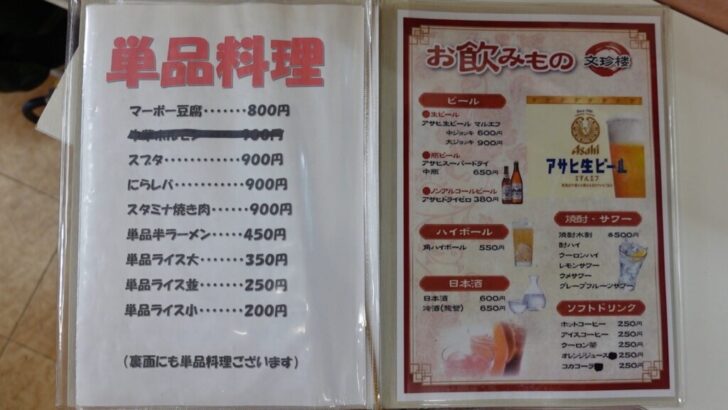 単品料理
マーボー豆腐・・・・・・・800円
スブタ・・・・・・・・900円
にらレバ・・・・・・・900円
スタミナ焼き肉・・・・・・900円
単品半ラーメン・・・・・450円
単品ライス大・・・・・・350円
単品ライス並・・・・・・250円
単品ライス小・・・・・・200円
(裏面にも単品料理ございます)
お飲みもの
文珍楼
ビール
●生ビール
アサヒ生ビール マルエフ
中ジョッキ 600円
大ジョッキ 900円
●瓶ビール
アサヒスーパードライ
中瓶 650円
●ノンアルコールビール
アサヒドライゼロ 380円
Asahi
アサヒ生ビール
ハイボール
角ハイボール 550円
日本酒
日本酒 600円
冷酒 650円
焼酎・サワー
焼酎水割 各500円
酎ハイ
ウーロンハイ
レモンサワー
ウメサワー
グレープフルーツサワー
ソフトドリンク
ホットコーヒー 250円
アイスコーヒー 250円
ウーロン茶 250円
オレンジジュース 250円
コカコーラ 250円